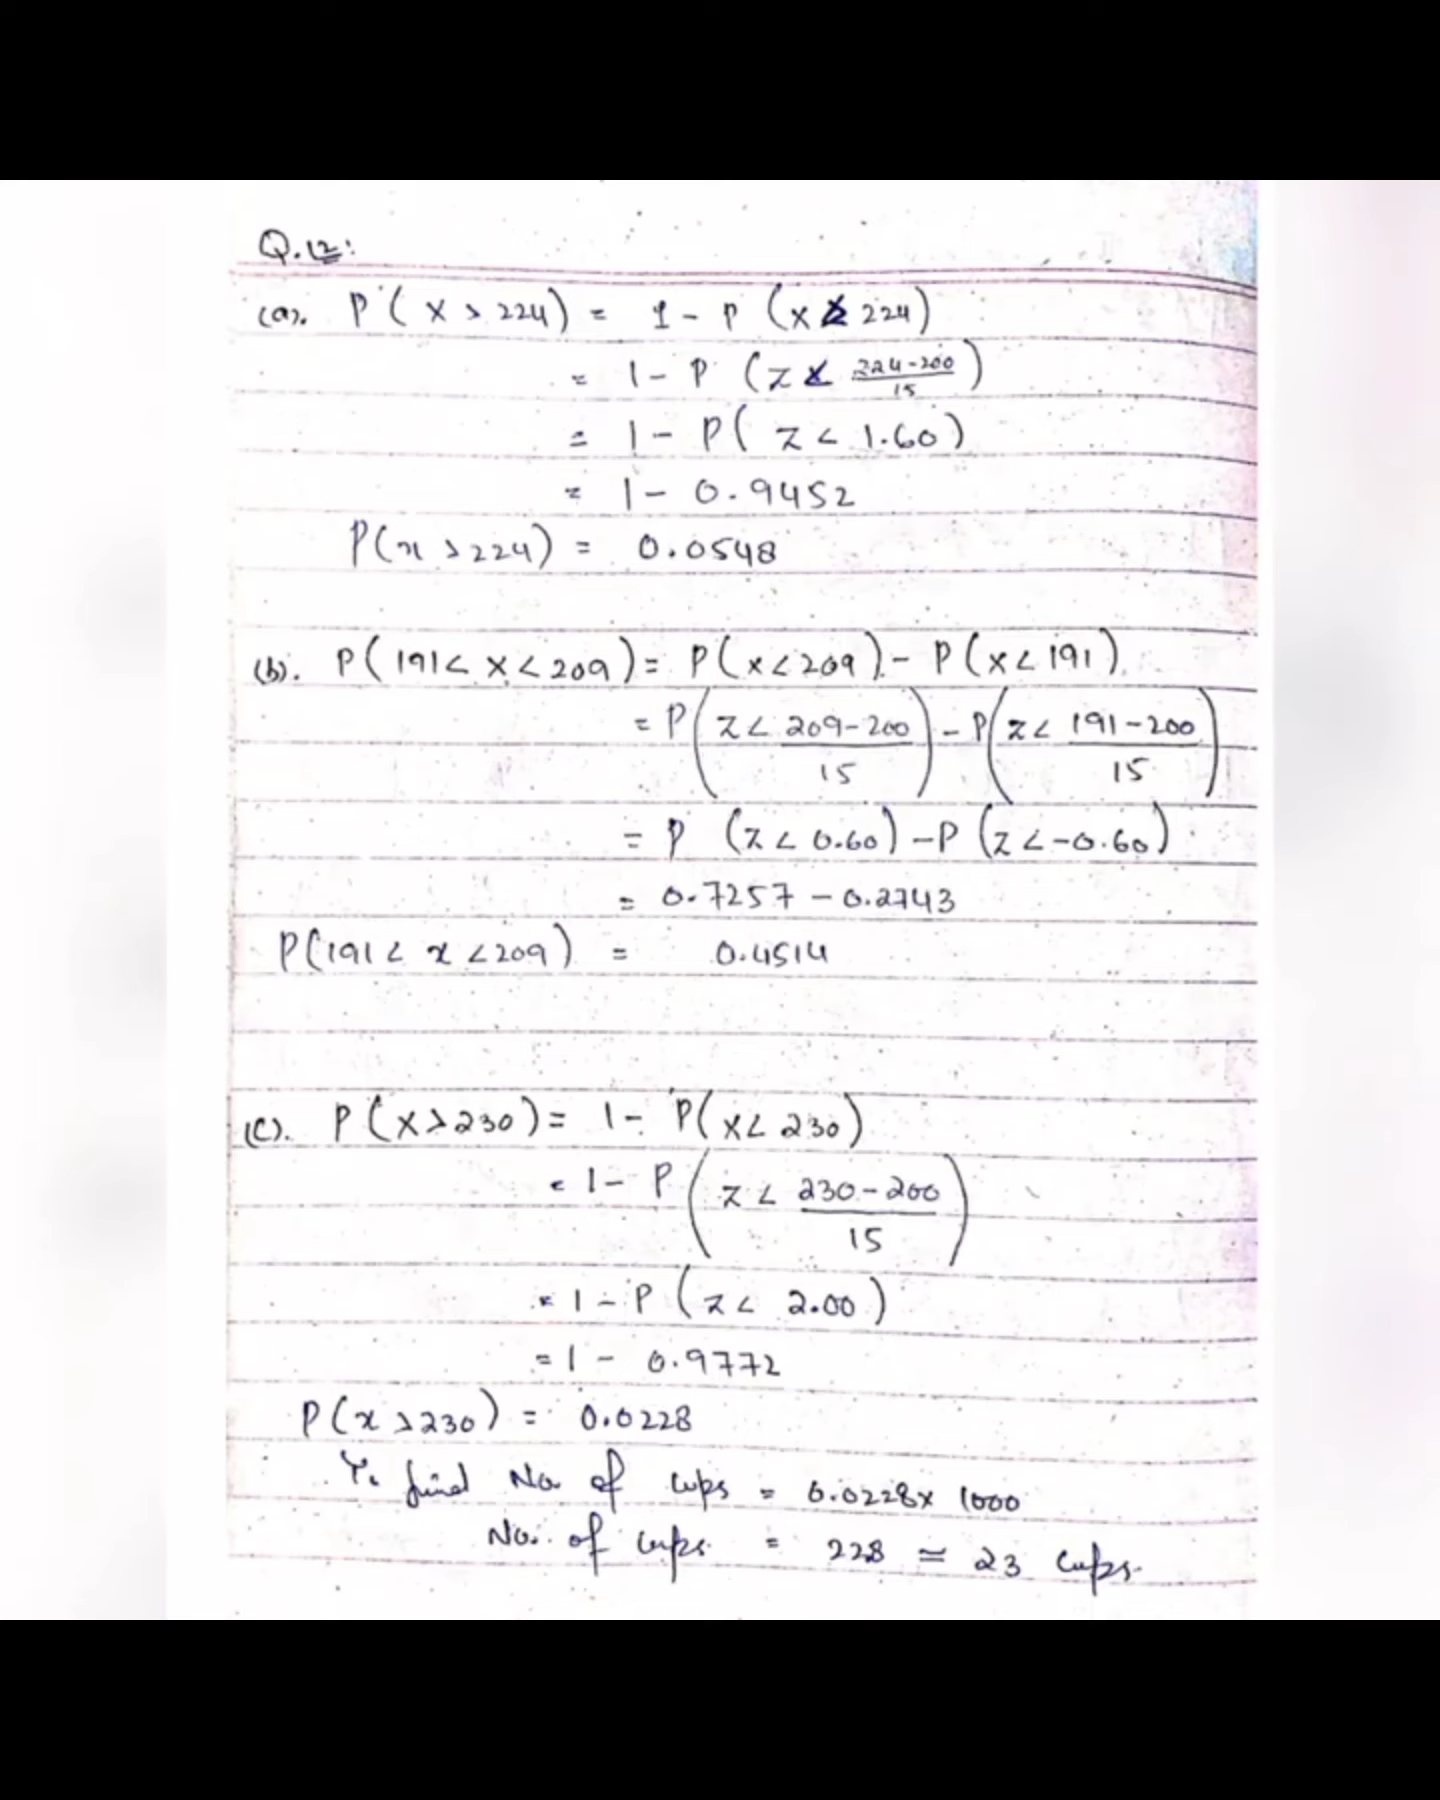 Q.12:
(a). P(X > 224) = 1 - P (X < 224)
= 1 - P (Z < 224-200/15)
= 1 - P( Z < 1.60)
= 1 - 0.9452
P(x > 224) = 0.0548
(b). P(191 < X < 209) = P(X < 209) - P(X < 191)
= P(Z < 209-200/15) - P(Z < 191-200/15)
= P (Z < 0.60) - P (Z < -0.60)
= 0.7257 - 0.2743
P(191 < x < 209) = 0.4514
(C). P(X > 230) = 1 - P(X < 230)
= 1 - P(Z < 230-200/15)
= 1 - P (Z < 2.00)
= 1 - 0.9772
P(x > 230) = 0.0228
To find No of cups = 0.0228 x 1000
No. of cups = 228 ≃ 23 cups.